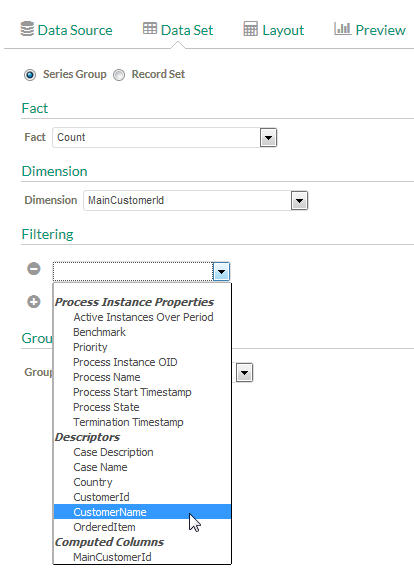 Data Source Data Set Layout Preview
Series Group Record Set
Fact
Fact Count
Dimension
Dimension MainCustomerId
Filtering
Process Instance Properties
Active Instances Over Period
Benchmark
Priority
Process Instance OID
Process Name
Process Start Timestamp
Process State
Termination Timestamp
Descriptors
Case Description
Case Name
Country
CustomerId
CustomerName
OrderedItem
Computed Columns
MainCustomerId
Grou
Group